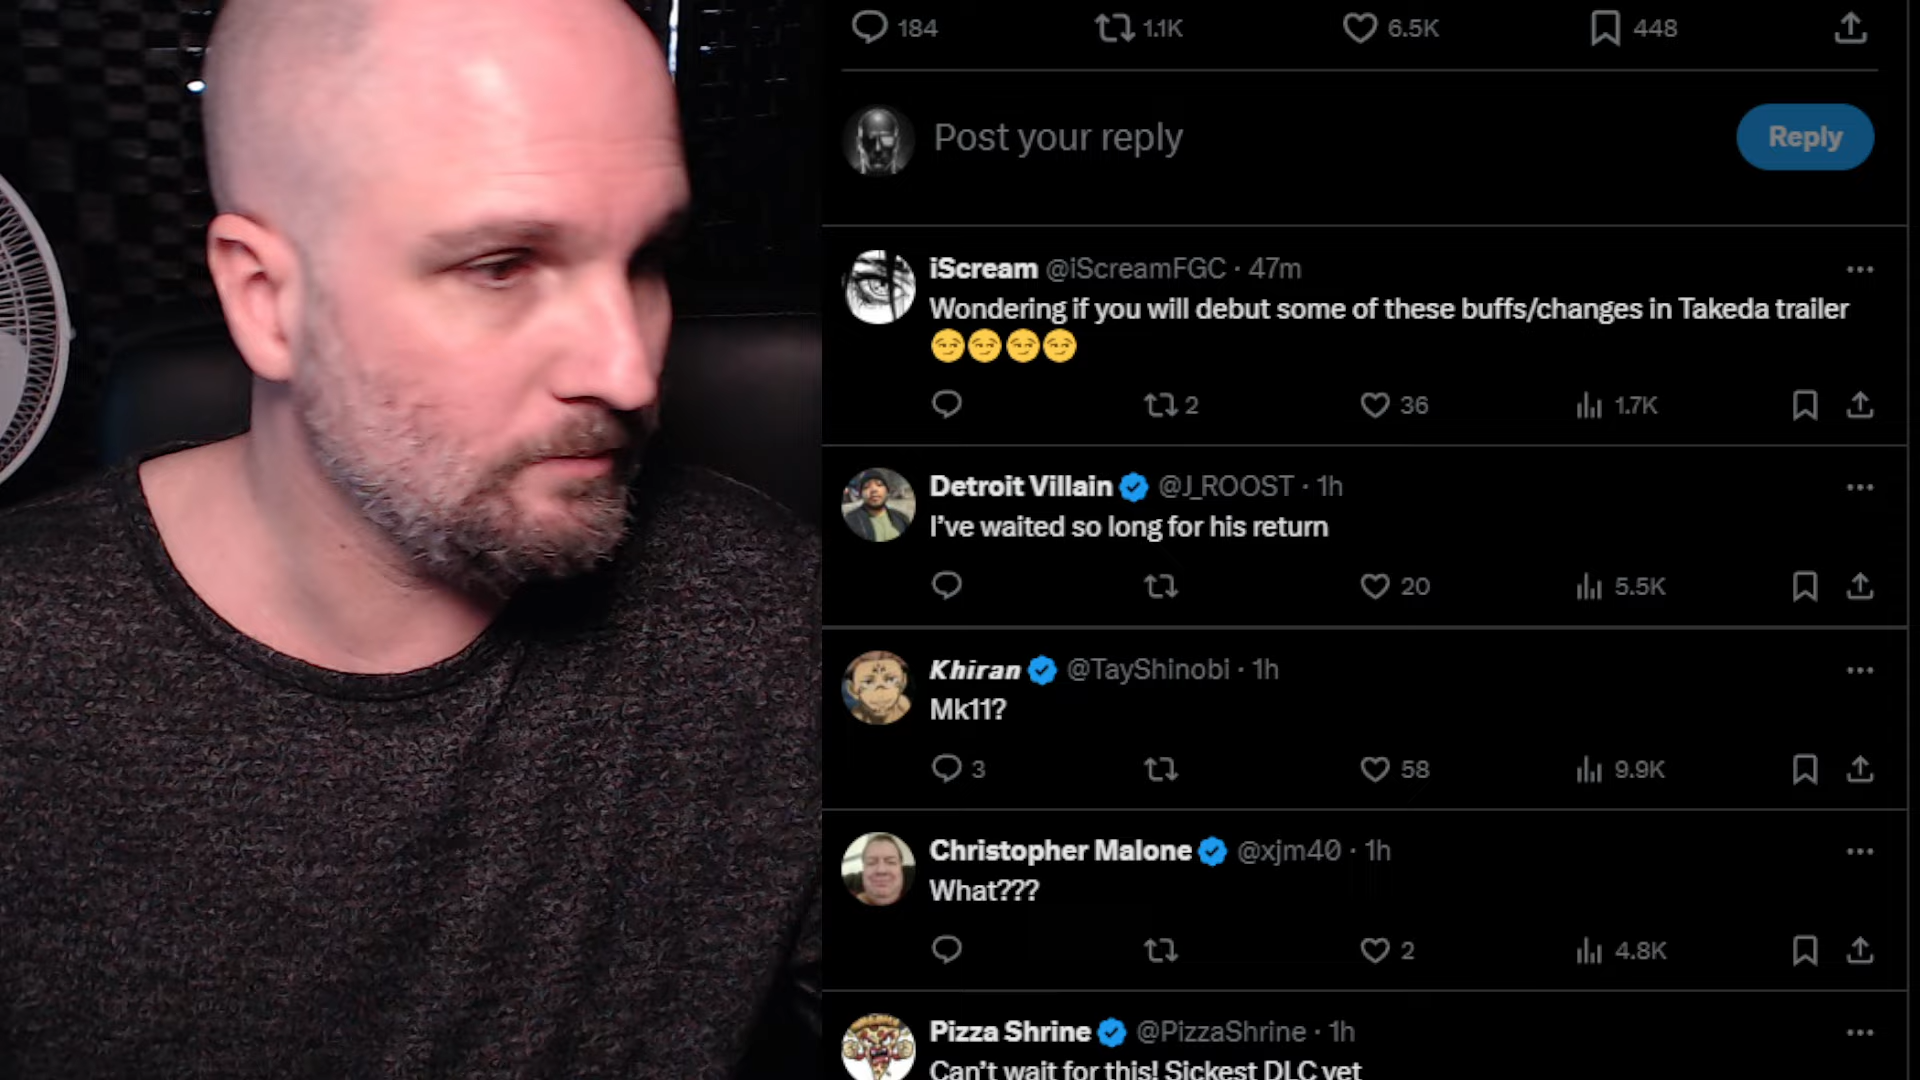 184 1.1K 6.5K 448
Post your reply
Reply
iScream @iScreamFGC · 47m
Wondering if you will debut some of these buffs/changes in Takeda trailer
😏😏😏😏
2 36 1.7K
Detroit Villain @J_ROOST · 1h
I've waited so long for his return
20 5.5K
Khiran @TayShinobi · 1h
Mk11?
3 58 9.9K
Christopher Malone @xjm40 · 1h
What???
2 4.8K
Pizza Shrine @PizzaShrine · 1h
Can't wait for this! Sickest DLC yet